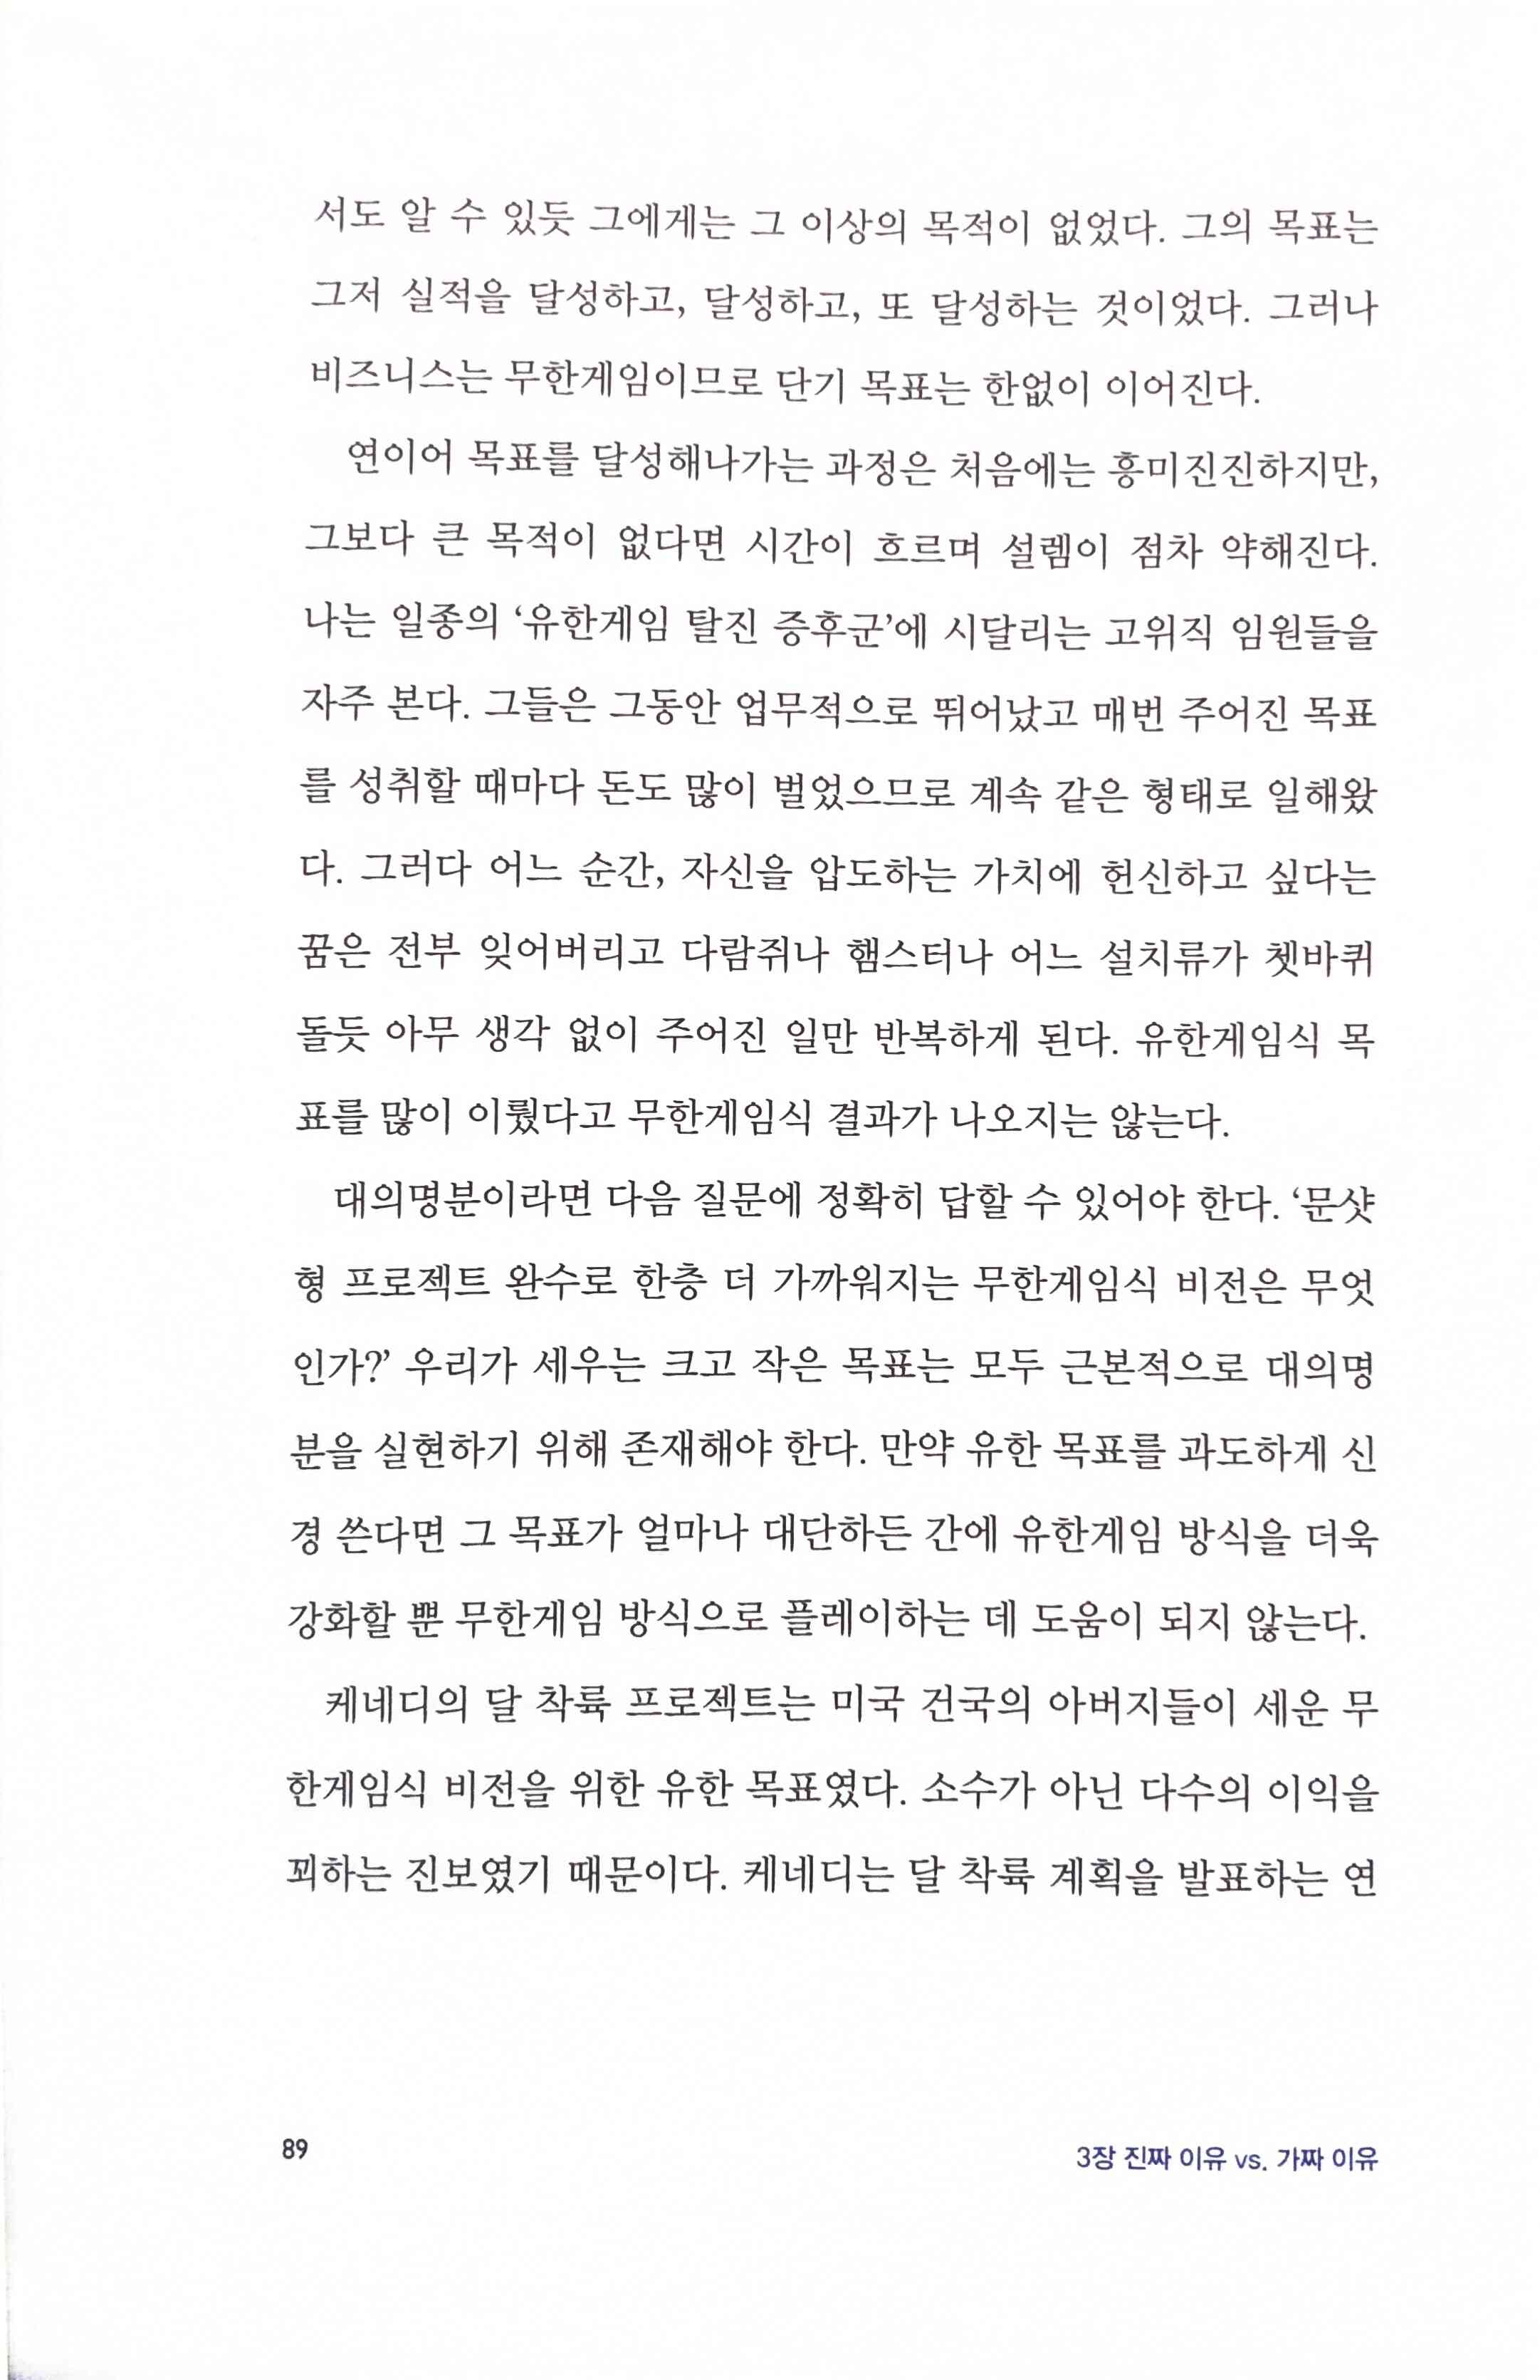 서도 알 수 있듯 그에게는 그 이상의 목적이 없었다. 그의 목표는
그저 실적을 달성하고, 달성하고, 또 달성하는 것이었다. 그러나
비즈니스는 무한게임이므로 단기 목표는 한없이 이어진다.
연이어 목표를 달성해나가는 과정은 처음에는 흥미진진하지만,
그보다 큰 목적이 없다면 시간이 흐르며 설렘이 점차 약해진다.
나는 일종의 ‘유한게임 탈진 증후군’에 시달리는 고위직 임원들을
자주 본다. 그들은 그동안 업무적으로 뛰어났고 매번 주어진 목표
를 성취할 때마다 돈도 많이 벌었으므로 계속 같은 형태로 일해왔
다. 그러다 어느 순간, 자신을 압도하는 가치에 헌신하고 싶다는
꿈은 전부 잊어버리고 다람쥐나 햄스터나 어느 설치류가 쳇바퀴
돌듯 아무 생각 없이 주어진 일만 반복하게 된다. 유한게임식 목
표를 많이 이뤘다고 무한게임식 결과가 나오지는 않는다.
대의명분이라면 다음 질문에 정확히 답할 수 있어야 한다. ‘문샷
형 프로젝트 완수로 한층 더 가까워지는 무한게임식 비전은 무엇
인가?’ 우리가 세우는 크고 작은 목표는 모두 근본적으로 대의명
분을 실현하기 위해 존재해야 한다. 만약 유한 목표를 과도하게 신
경 쓴다면 그 목표가 얼마나 대단하든 간에 유한게임 방식을 더욱
강화할 뿐 무한게임 방식으로 플레이하는 데 도움이 되지 않는다.
케네디의 달 착륙 프로젝트는 미국 건국의 아버지들이 세운 무
한게임식 비전을 위한 유한 목표였다. 소수가 아닌 다수의 이익을
꾀하는 진보였기 때문이다. 케네디는 달 착륙 계획을 발표하는 연
89
3장 진짜 이유 vs. 가짜 이유